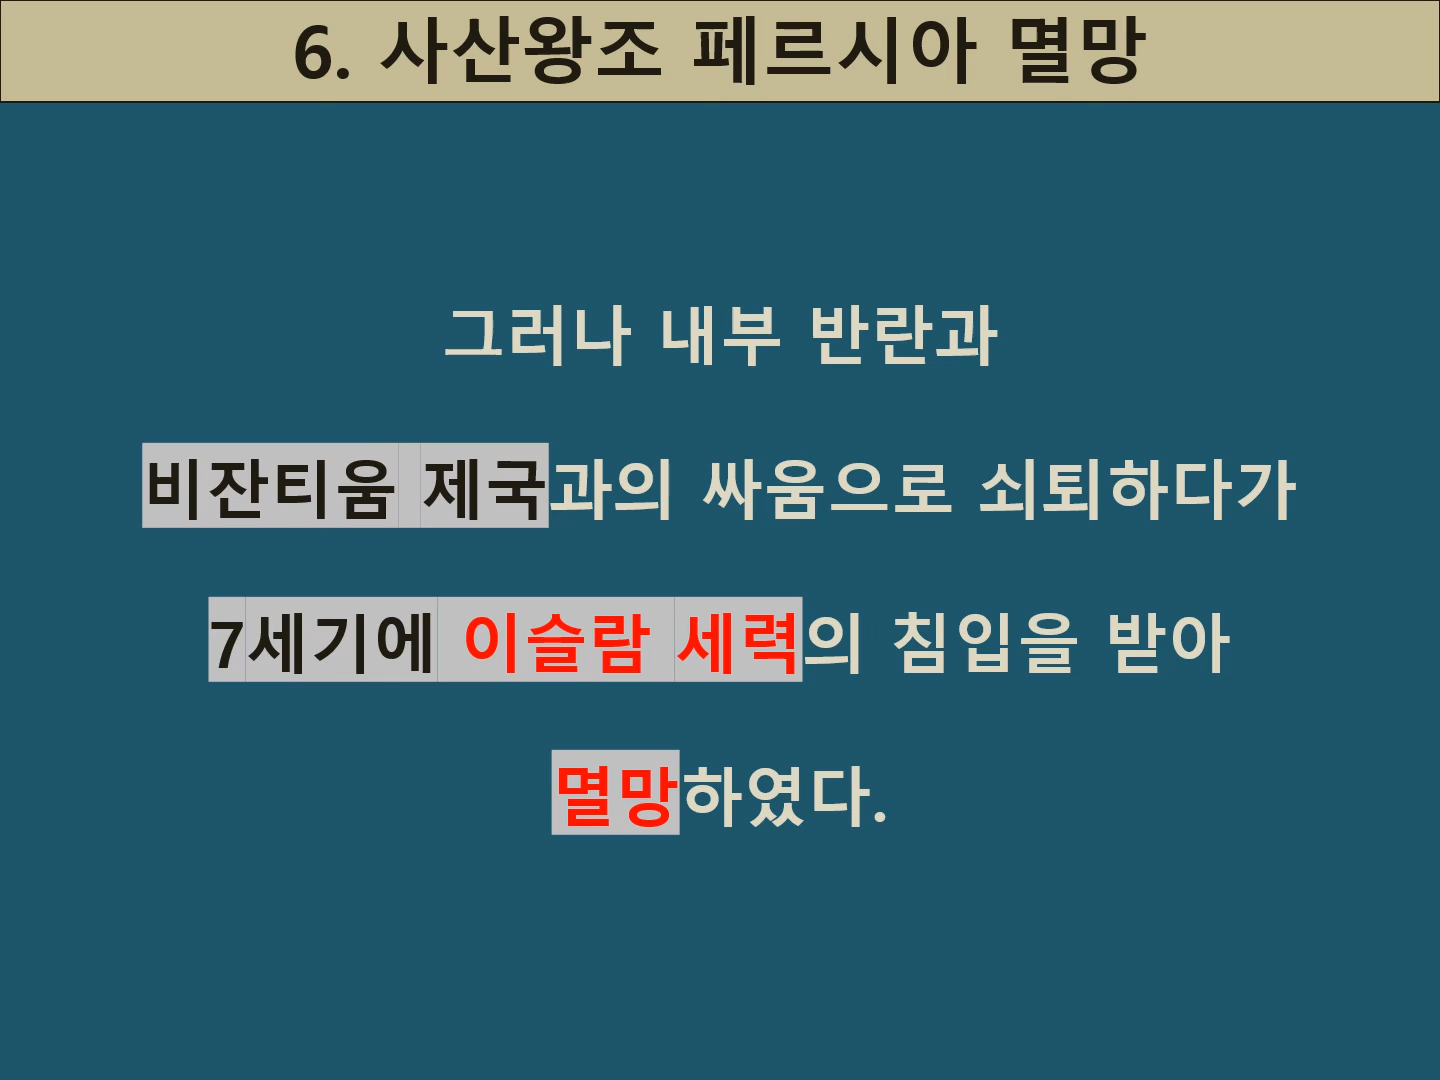 6. 사산왕조 페르시아 멸망
그러나 내부 반란과
비잔티움 제국과의 싸움으로 쇠퇴하다가
7세기에 이슬람 세력의 침입을 받아
멸망하였다.